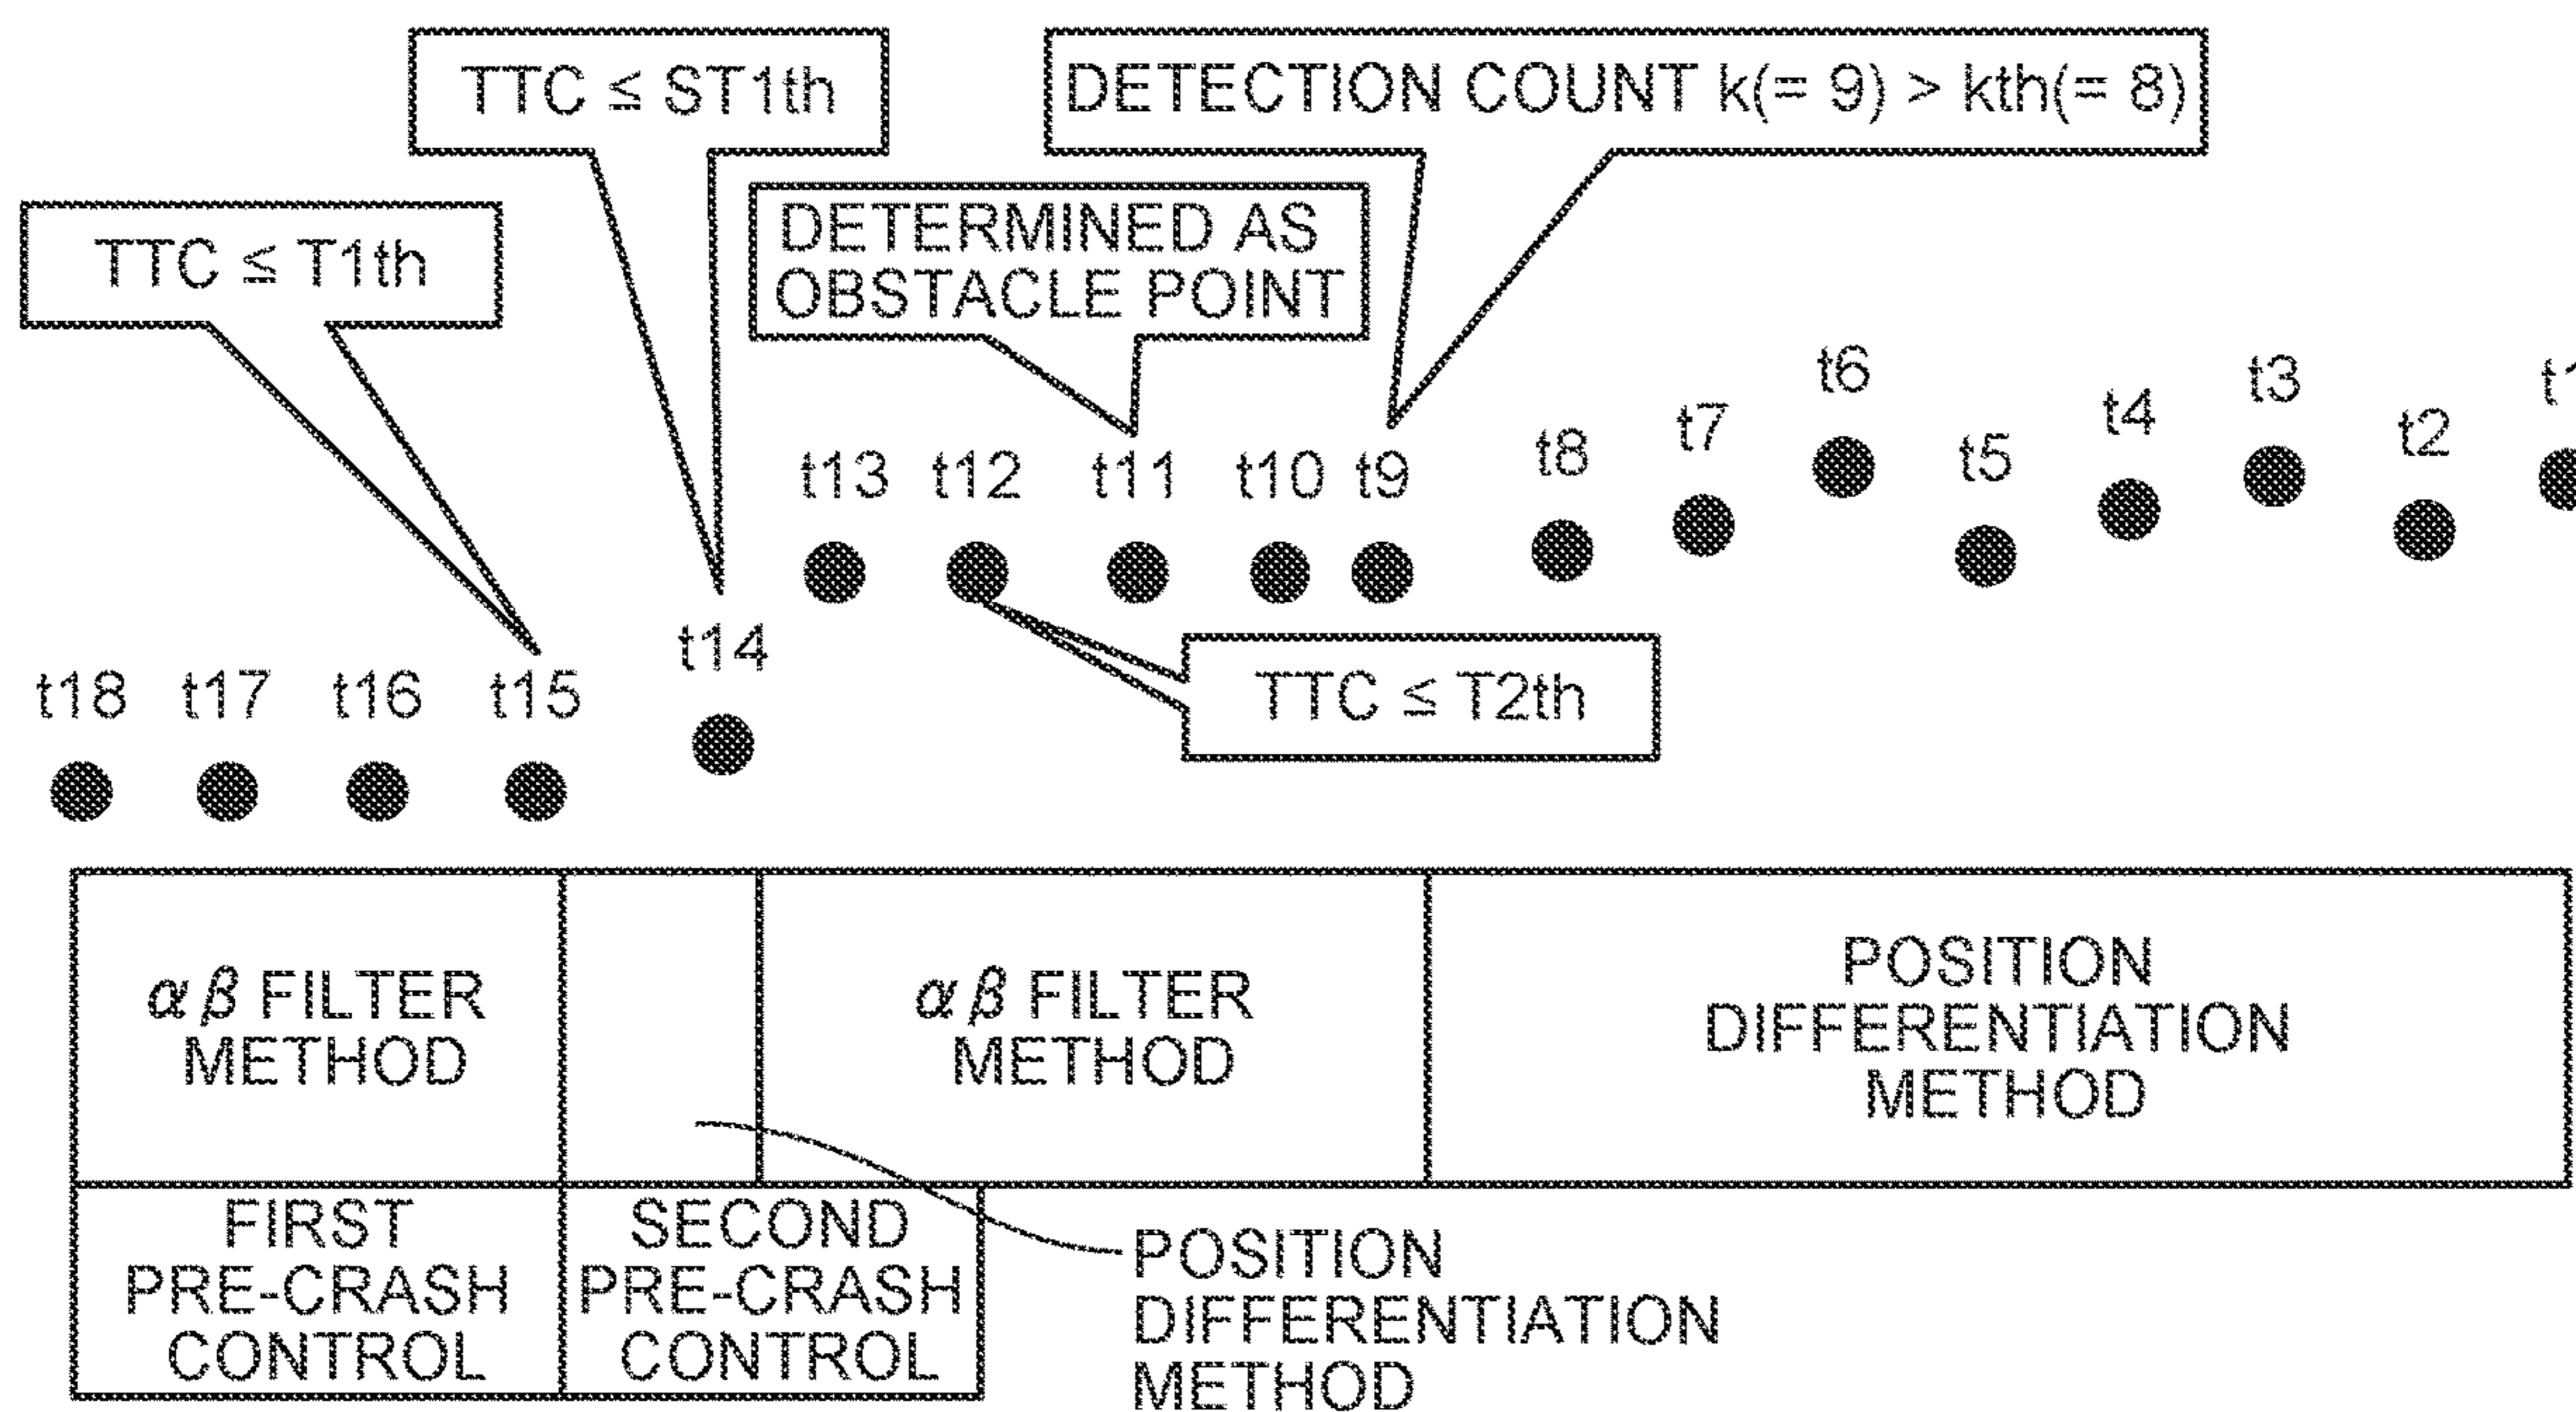 TTC ≤ ST1th
DETECTION COUNT k(= 9) > kth(= 8)
TTC ≤ T1th
DETERMINED AS
OBSTACLE POINT
t13
t12
t11
t10
t9
t8
t7
t6
t5
t4
t3
t2
t1
t18
t17
t16
t15
t14
TTC ≤ T2th
αβ FILTER
METHOD
αβ FILTER
METHOD
POSITION
DIFFERENTIATION
METHOD
FIRST
PRE-CRASH
CONTROL
SECOND
PRE-CRASH
CONTROL
POSITION
DIFFERENTIATION
METHOD